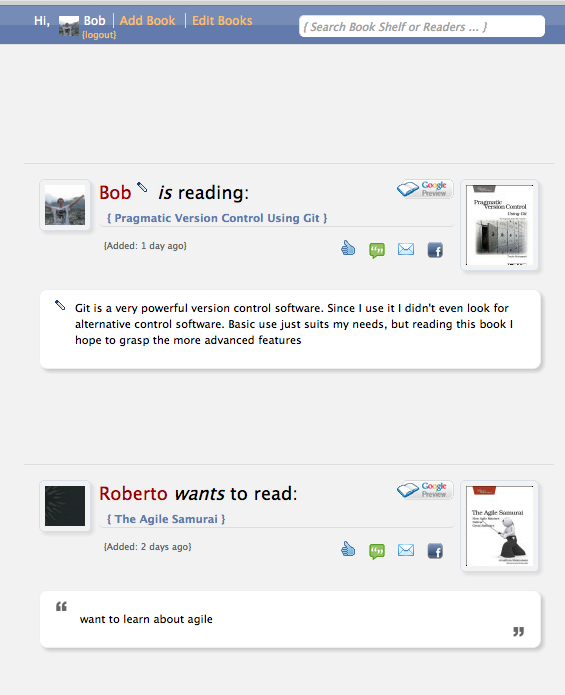 Hi, Bob Add Book Edit Books
{logout}
{ Search Book Shelf or Readers ... }
Bob is reading:
{ Pragmatic Version Control Using Git }
{Added: 1 day ago}
Google
Preview
Pragmatic
Version Control
Using Git
Git is a very powerful version control software. Since I use it I didn't even look for
alternative control software. Basic use just suits my needs, but reading this book I
hope to grasp the more advanced features
Roberto wants to read:
{ The Agile Samurai }
{Added: 2 days ago}
Google
Preview
The Agile Samurai
“ want to learn about agile ”